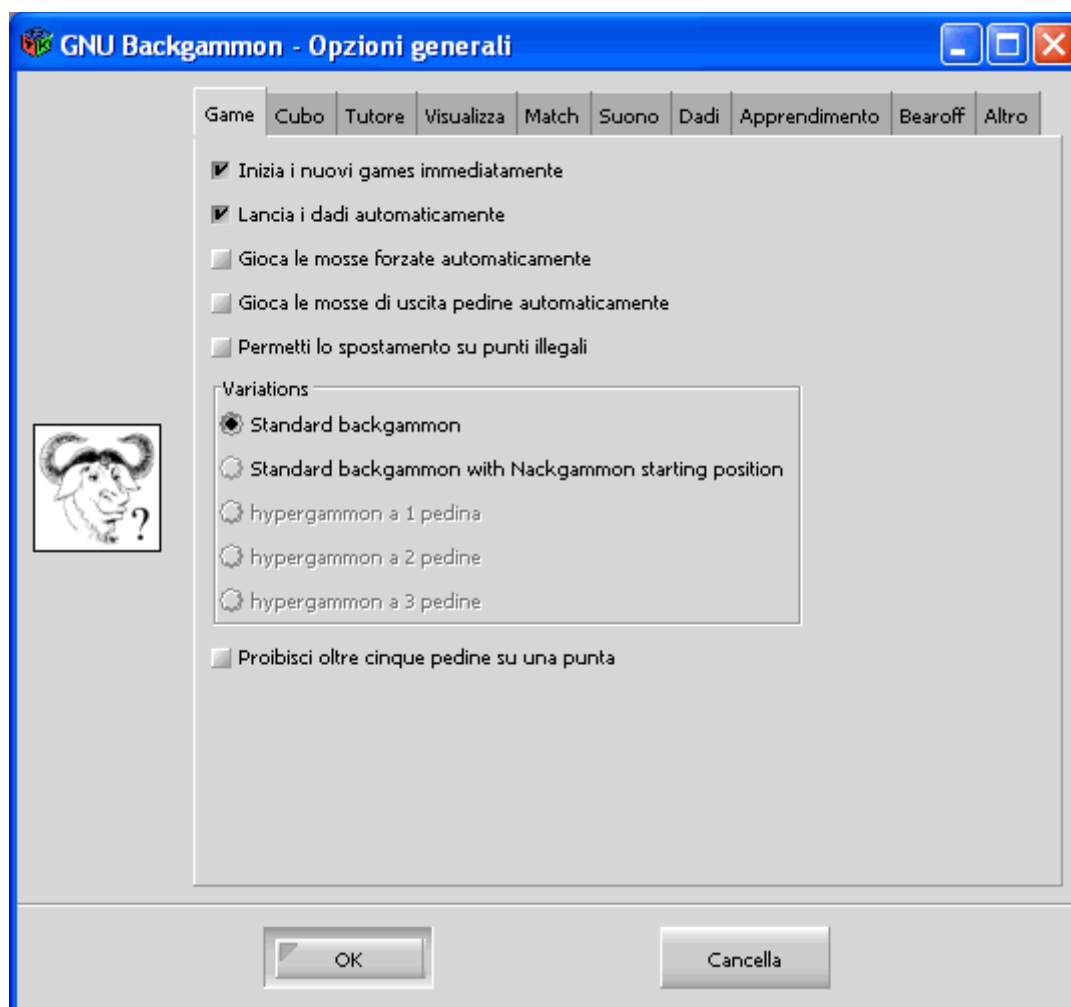 GNU Backgammon - Opzioni generali
Game Cubo Tutore Visualizza Match Suono Dadi Apprendimento Bearoff Altro
Inizia i nuovi games immediatamente
Lancia i dadi automaticamente
Gioca le mosse forzate automaticamente
Gioca le mosse di uscita pedine automaticamente
Permetti lo spostamento su punti illegali
Variations
Standard backgammon
Standard backgammon with Nackgammon starting position
hypergammon a 1 pedina
hypergammon a 2 pedine
hypergammon a 3 pedine
?
Proibisci oltre cinque pedine su una punta
OK Cancella